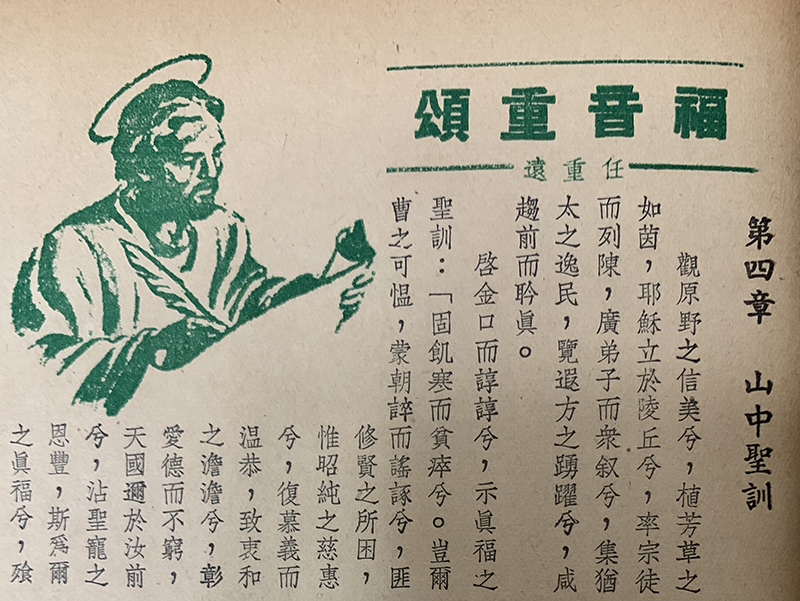 福音重頌
任重遠
第四章　山中聖訓
觀原野之信美兮，植芳草之
如茵，耶穌立於陵丘兮，率宗徒
而列陳，廣弟子而衆叙兮，集猶
太之逸民，覽遐方之踴躍兮，咸
趨前而聆眞。
啓金口而諄諄兮，示眞福之
聖訓：「固飢寒而貧瘁兮。豈爾
曹之可慍，蒙朝誶而謠諑兮，匪
修賢之所困，
惟昭純之慈惠
兮，復慕義而
温恭，致衷和
之澹澹兮，彰
愛德而不窮，
天國邇於汝前
兮，沾聖寵之
恩豐，斯爲爾
之眞福兮，飱